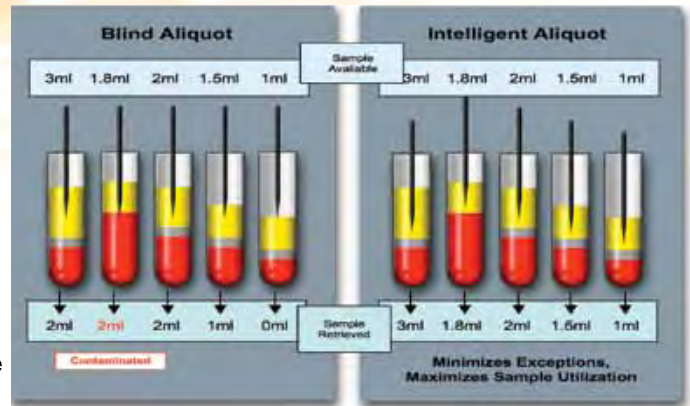 Blind Aliquot
Intelligent Aliquot
Sample
Available
3ml 1.8ml 2ml 1.5ml 1ml
3ml 1.8ml 2ml 1.5ml 1ml
2ml 2ml 2ml 1ml 0ml
Sample
Retrieved
3ml 1.8ml 2ml 1.5ml 1ml
Contaminated
Minimizes Exceptions,
Maximizes Sample Utilization
e